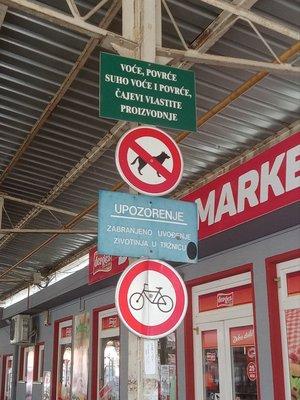 VOĆE, POVRĆE
SUHO VOĆE I POVRĆE,
ČAJEVI VLASTITE
PROIZVODNJE
UPOZORENJE
ZABRANJENO UVOĐENJE
ŽIVOTINJA U TRŽNICU
MARKE